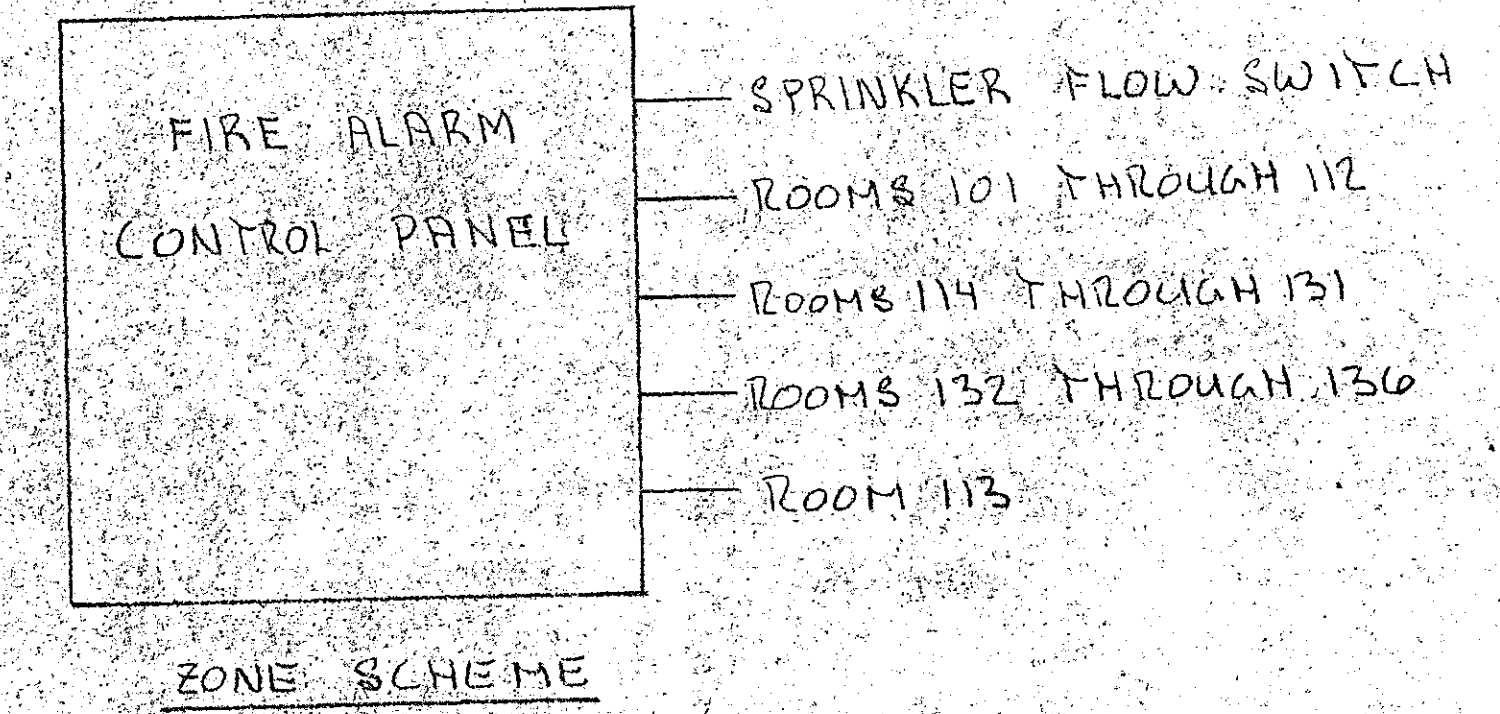 FIRE ALARM
CONTROL PANEL
SPRINKLER FLOW SWITCH
ROOMS 101 THROUGH 112
ROOMS 114 THROUGH 131
ROOMS 132 THROUGH 136
ROOM 113
ZONE SCHEME